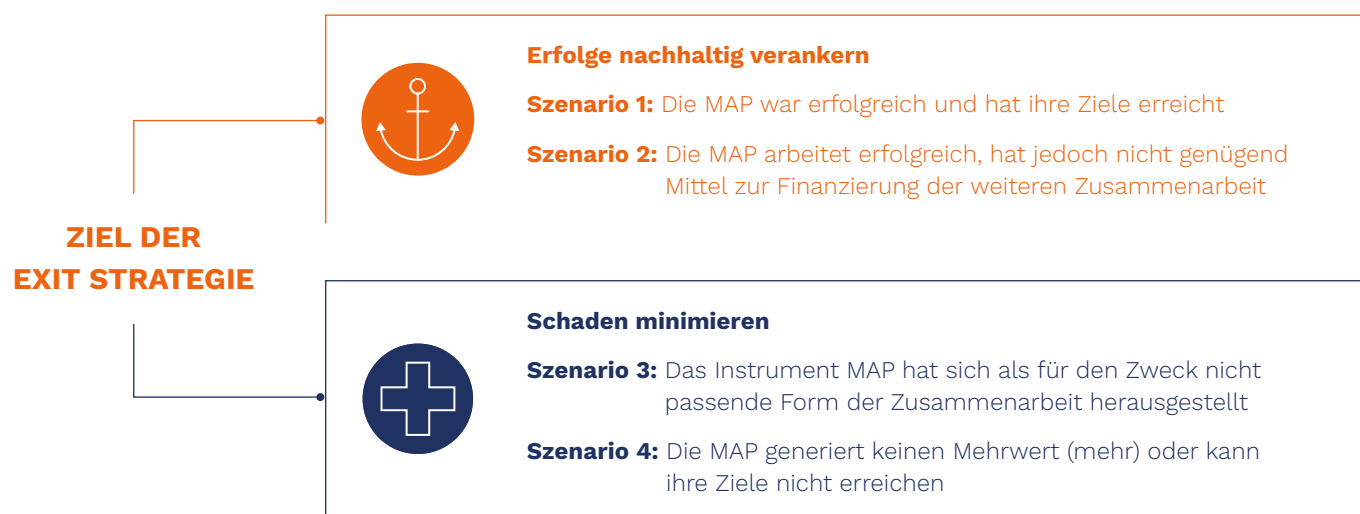 Erfolge nachhaltig verankern
Szenario 1: Die MAP war erfolgreich und hat ihre Ziele erreicht
Szenario 2: Die MAP arbeitet erfolgreich, hat jedoch nicht genügend
Mittel zur Finanzierung der weiteren Zusammenarbeit
ZIEL DER
EXIT STRATEGIE
Schaden minimieren
Szenario 3: Das Instrument MAP hat sich als für den Zweck nicht
passende Form der Zusammenarbeit herausgestellt
Szenario 4: Die MAP generiert keinen Mehrwert (mehr) oder kann
ihre Ziele nicht erreichen